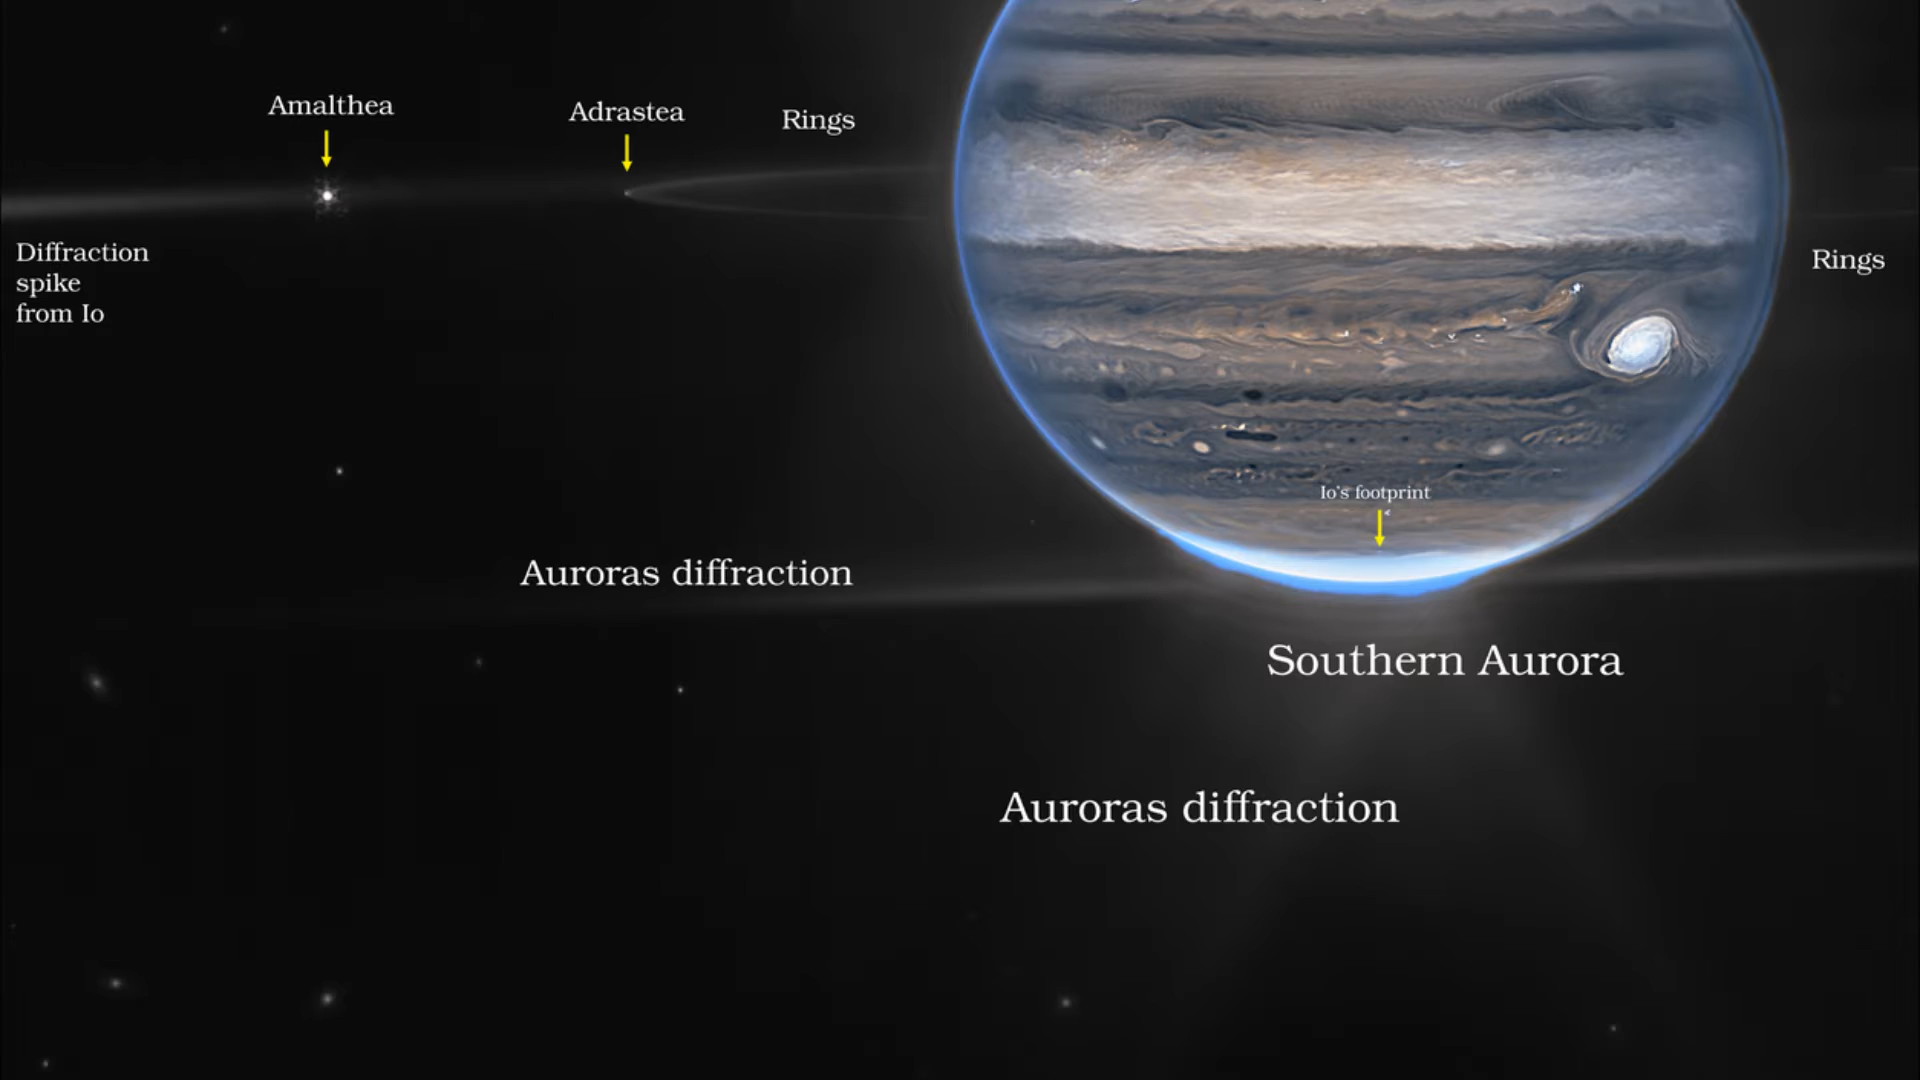 Amalthea
Adrastea
Rings
Diffraction
spike
from Io
Rings
Io's footprint
Auroras diffraction
Southern Aurora
Auroras diffraction